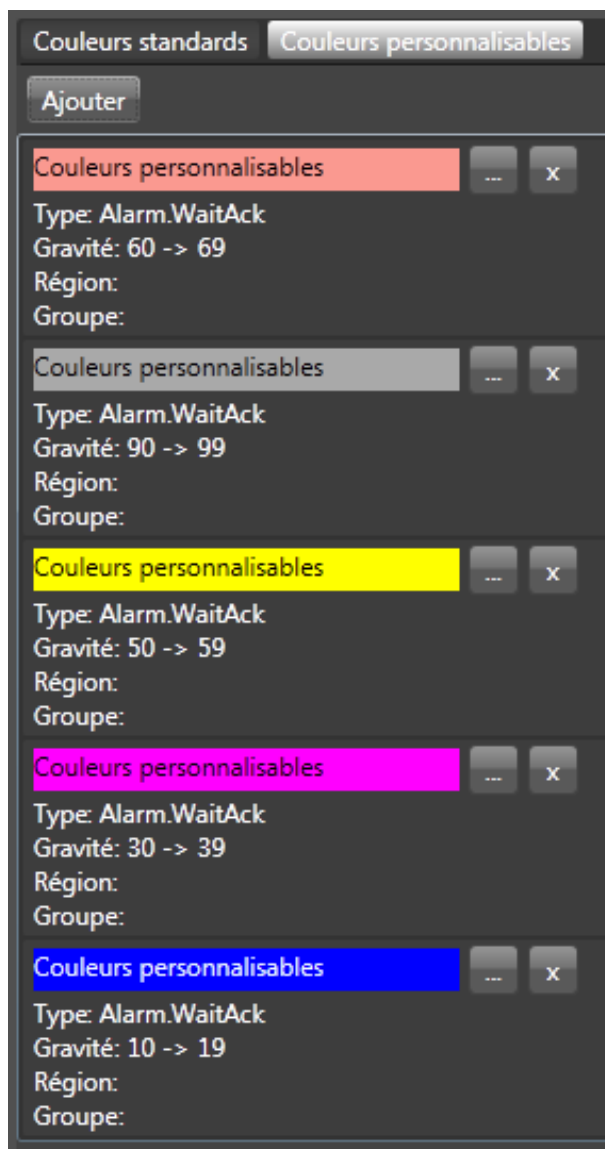 Couleurs standards Couleurs personnalisables
Ajouter
Couleurs personnalisables ... x
Type: Alarm.WaitAck
Gravité: 60 -> 69
Région:
Groupe:
Couleurs personnalisables ... x
Type: Alarm.WaitAck
Gravité: 90 -> 99
Région:
Groupe:
Couleurs personnalisables ... x
Type: Alarm.WaitAck
Gravité: 50 -> 59
Région:
Groupe:
Couleurs personnalisables ... x
Type: Alarm.WaitAck
Gravité: 30 -> 39
Région:
Groupe:
Couleurs personnalisables ... x
Type: Alarm.WaitAck
Gravité: 10 -> 19
Région:
Groupe: